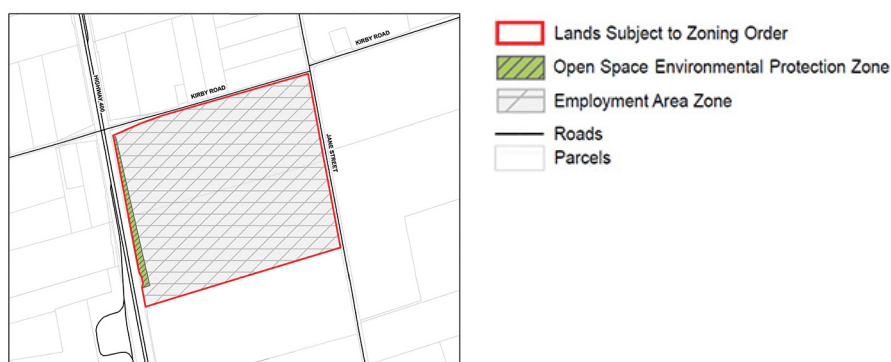 KIRBY ROAD
HIGHWAY 400
KIRBY ROAD
JANE STREET
Lands Subject to Zoning Order
Open Space Environmental Protection Zone
Employment Area Zone
Roads
Parcels